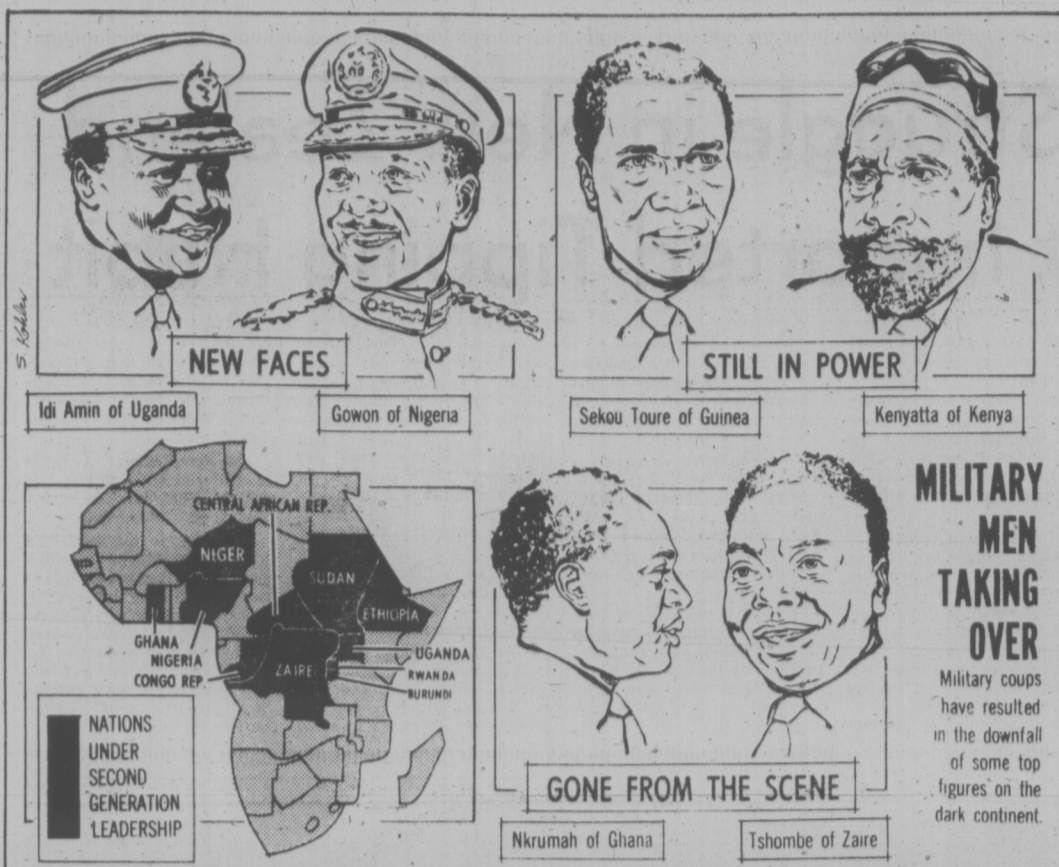 S. Kohler
NEW FACES
Idi Amin of Uganda
Gowon of Nigeria
STILL IN POWER
Sekou Toure of Guinea
Kenyatta of Kenya
CENTRAL AFRICAN REP.
NIGER
SUDAN
ETHIOPIA
GHANA
NIGERIA
CONGO REP
ZAIRE
UGANDA
RWANDA
BURUNDI
NATIONS
UNDER
SECOND
GENERATION
LEADERSHIP
GONE FROM THE SCENE
Nkrumah of Ghana
Tshombe of Zaire
MILITARY
MEN
TAKING
OVER
Military coups
have resulted
in the downfall
of some top
figures on the
dark continent.